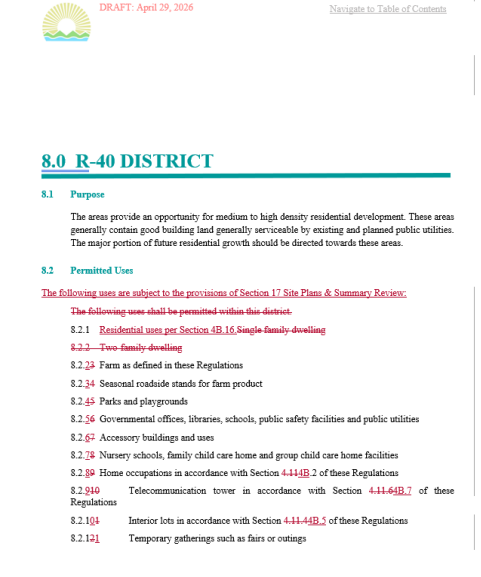 DRAFT: April 29, 2026
Navigate to Table of Contents
8.0 R-40 DISTRICT
8.1 Purpose
The areas provide an opportunity for medium to high density residential development. These areas
generally contain good building land generally serviceable by existing and planned public utilities.
The major portion of future residential growth should be directed towards these areas.
8.2 Permitted Uses
The following uses are subject to the provisions of Section 17 Site Plans & Summary Review:
The following uses shall be permitted within this district.
8.2.1 Residential uses per Section 4B.16.Single family dwelling
8.2.2 Two-family dwelling
8.2.23 Farm as defined in these Regulations
8.2.34 Seasonal roadside stands for farm product
8.2.45 Parks and playgrounds
8.2.56 Governmental offices, libraries, schools, public safety facilities and public utilities
8.2.67 Accessory buildings and uses
8.2.78 Nursery schools, family child care home and group child care home facilities
8.2.89 Home occupations in accordance with Section 4.114B.2 of these Regulations
8.2.910 Telecommunication tower in accordance with Section 4.11.64B.7 of these
Regulations
8.2.101 Interior lots in accordance with Section 4.11.44B.5 of these Regulations
8.2.121 Temporary gatherings such as fairs or outings